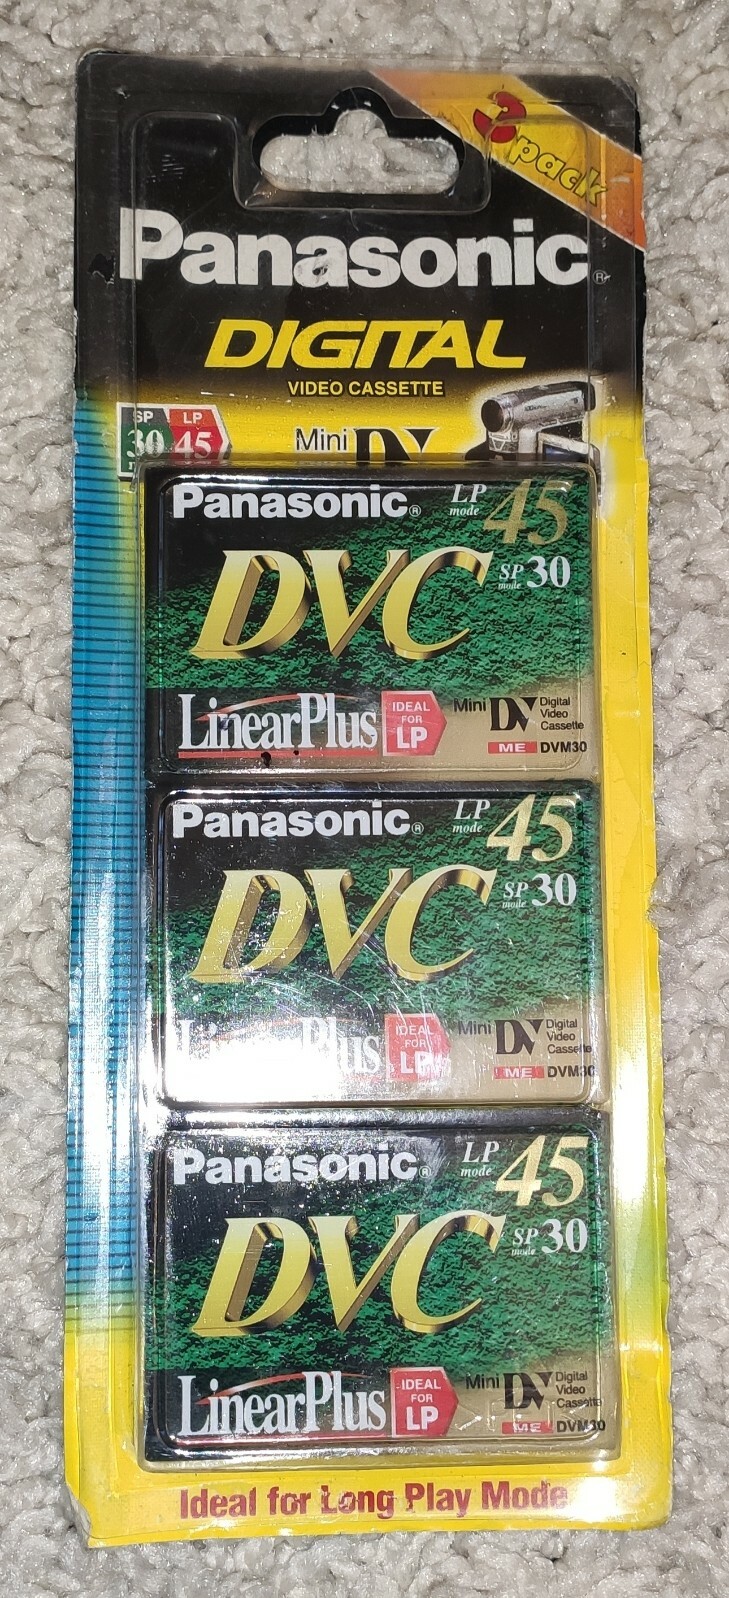 3 pack
Panasonic®
DIGITAL
VIDEO CASSETTE
SP LP
30 45
Mini DV
Panasonic®
LP mode 45
DVC
SP mode 30
LinearPlus
IDEAL
FOR
LP
Mini DV
Digital
Video
Cassette
ME DVM30
Panasonic®
LP mode 45
DVC
SP mode 30
LinearPlus
IDEAL
FOR
LP
Mini DV
Digital
Video
Cassette
ME DVM30
Panasonic®
LP mode 45
DVC
SP mode 30
LinearPlus
IDEAL
FOR
LP
Mini DV
Digital
Video
Cassette
ME DVM30
Ideal for Long Play Mode